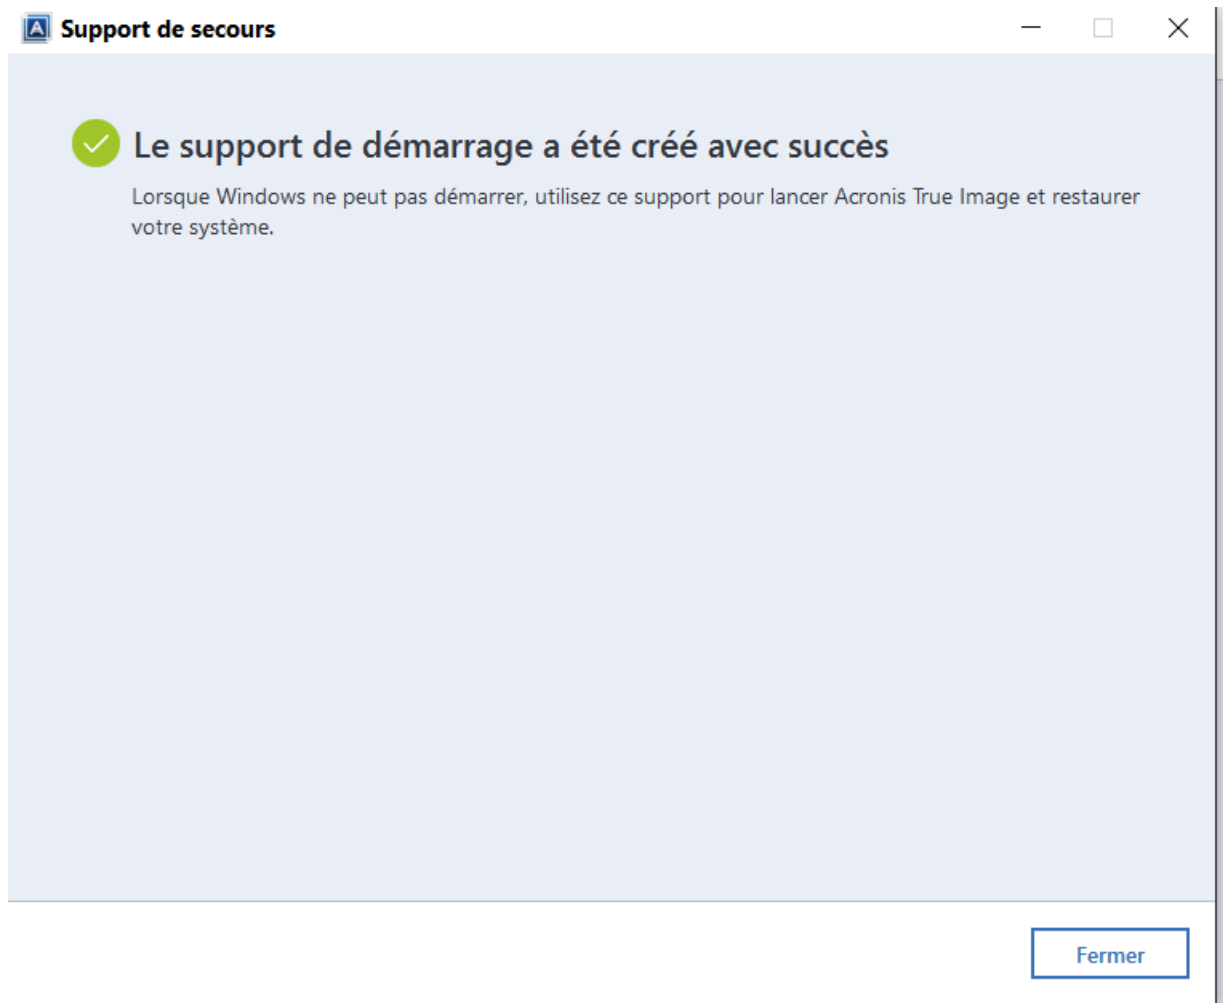 Support de secours
Le support de démarrage a été créé avec succès
Lorsque Windows ne peut pas démarrer, utilisez ce support pour lancer Acronis True Image et restaurer
votre système.
Fermer